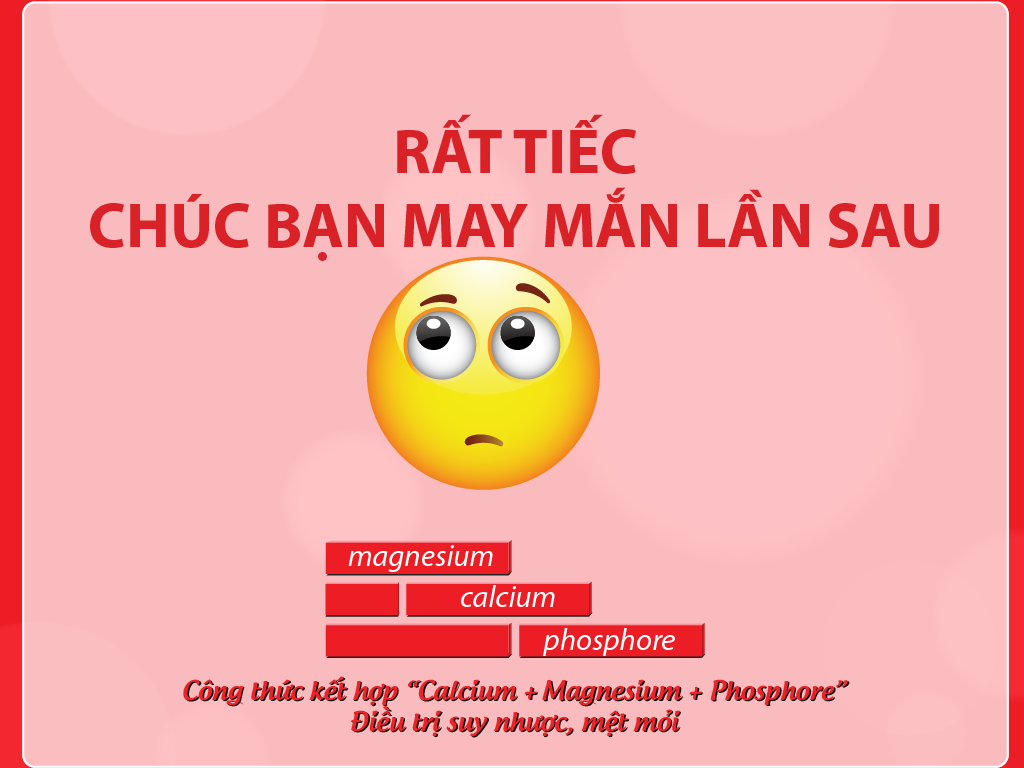 RẤT TIẾC
CHÚC BẠN MAY MẮN LẦN SAU
magnesium
calcium
phosphore
Công thức kết hợp “Calcium + Magnesium + Phosphore”
Điều trị suy nhược, mệt mỏi